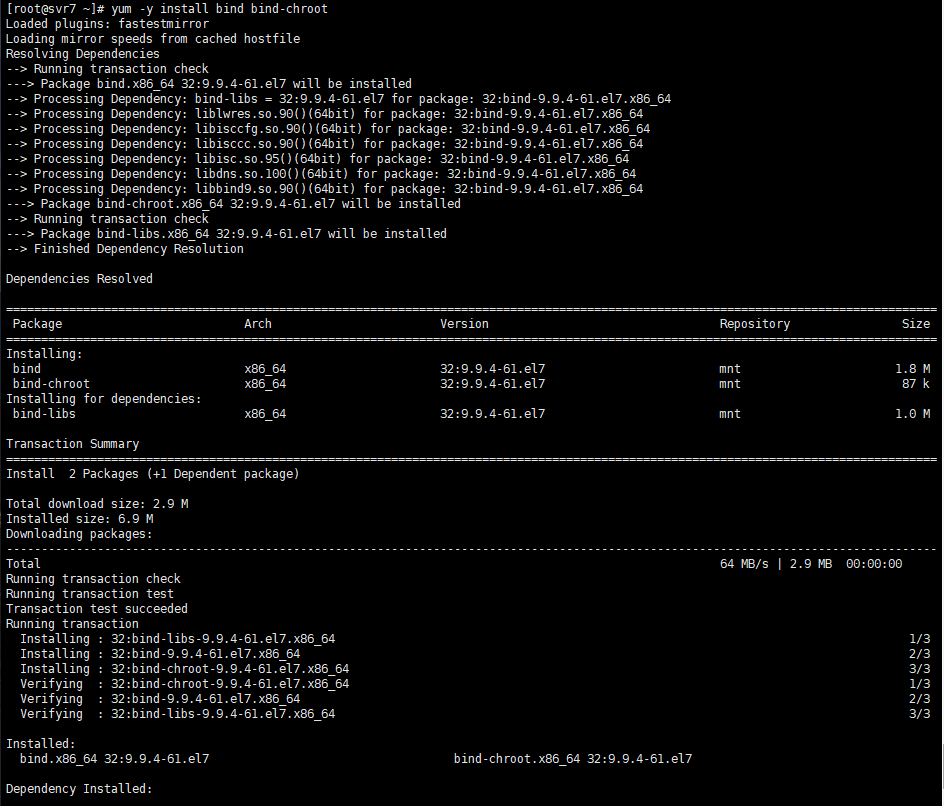 [root@svr7 ~]# yum -y install bind bind-chroot
Loaded plugins: fastestmirror
Loading mirror speeds from cached hostfile
Resolving Dependencies
--> Running transaction check
---> Package bind.x86_64 32:9.9.4-61.el7 will be installed
--> Processing Dependency: bind-libs = 32:9.9.4-61.el7 for package: 32:bind-9.9.4-61.el7.x86_64
--> Processing Dependency: liblwres.so.90()(64bit) for package: 32:bind-9.9.4-61.el7.x86_64
--> Processing Dependency: libisccfg.so.90()(64bit) for package: 32:bind-9.9.4-61.el7.x86_64
--> Processing Dependency: libisccc.so.90()(64bit) for package: 32:bind-9.9.4-61.el7.x86_64
--> Processing Dependency: libisc.so.95()(64bit) for package: 32:bind-9.9.4-61.el7.x86_64
--> Processing Dependency: libdns.so.100()(64bit) for package: 32:bind-9.9.4-61.el7.x86_64
--> Processing Dependency: libbind9.so.90()(64bit) for package: 32:bind-9.9.4-61.el7.x86_64
---> Package bind-chroot.x86_64 32:9.9.4-61.el7 will be installed
--> Running transaction check
---> Package bind-libs.x86_64 32:9.9.4-61.el7 will be installed
--> Finished Dependency Resolution
Dependencies Resolved
Package Arch Version Repository Size
Installing:
bind x86_64 32:9.9.4-61.el7 mnt 1.8 M
bind-chroot x86_64 32:9.9.4-61.el7 mnt 87 k
Installing for dependencies:
bind-libs x86_64 32:9.9.4-61.el7 mnt 1.0 M
Transaction Summary
Install 2 Packages (+1 Dependent package)
Total download size: 2.9 M
Installed size: 6.9 M
Downloading packages:
Total 64 MB/s | 2.9 MB 00:00:00
Running transaction check
Running transaction test
Transaction test succeeded
Running transaction
Installing : 32:bind-libs-9.9.4-61.el7.x86_64 1/3
Installing : 32:bind-9.9.4-61.el7.x86_64 2/3
Installing : 32:bind-chroot-9.9.4-61.el7.x86_64 3/3
Verifying : 32:bind-chroot-9.9.4-61.el7.x86_64 1/3
Verifying : 32:bind-9.9.4-61.el7.x86_64 2/3
Verifying : 32:bind-libs-9.9.4-61.el7.x86_64 3/3
Installed:
bind.x86_64 32:9.9.4-61.el7 bind-chroot.x86_64 32:9.9.4-61.el7
Dependency Installed: